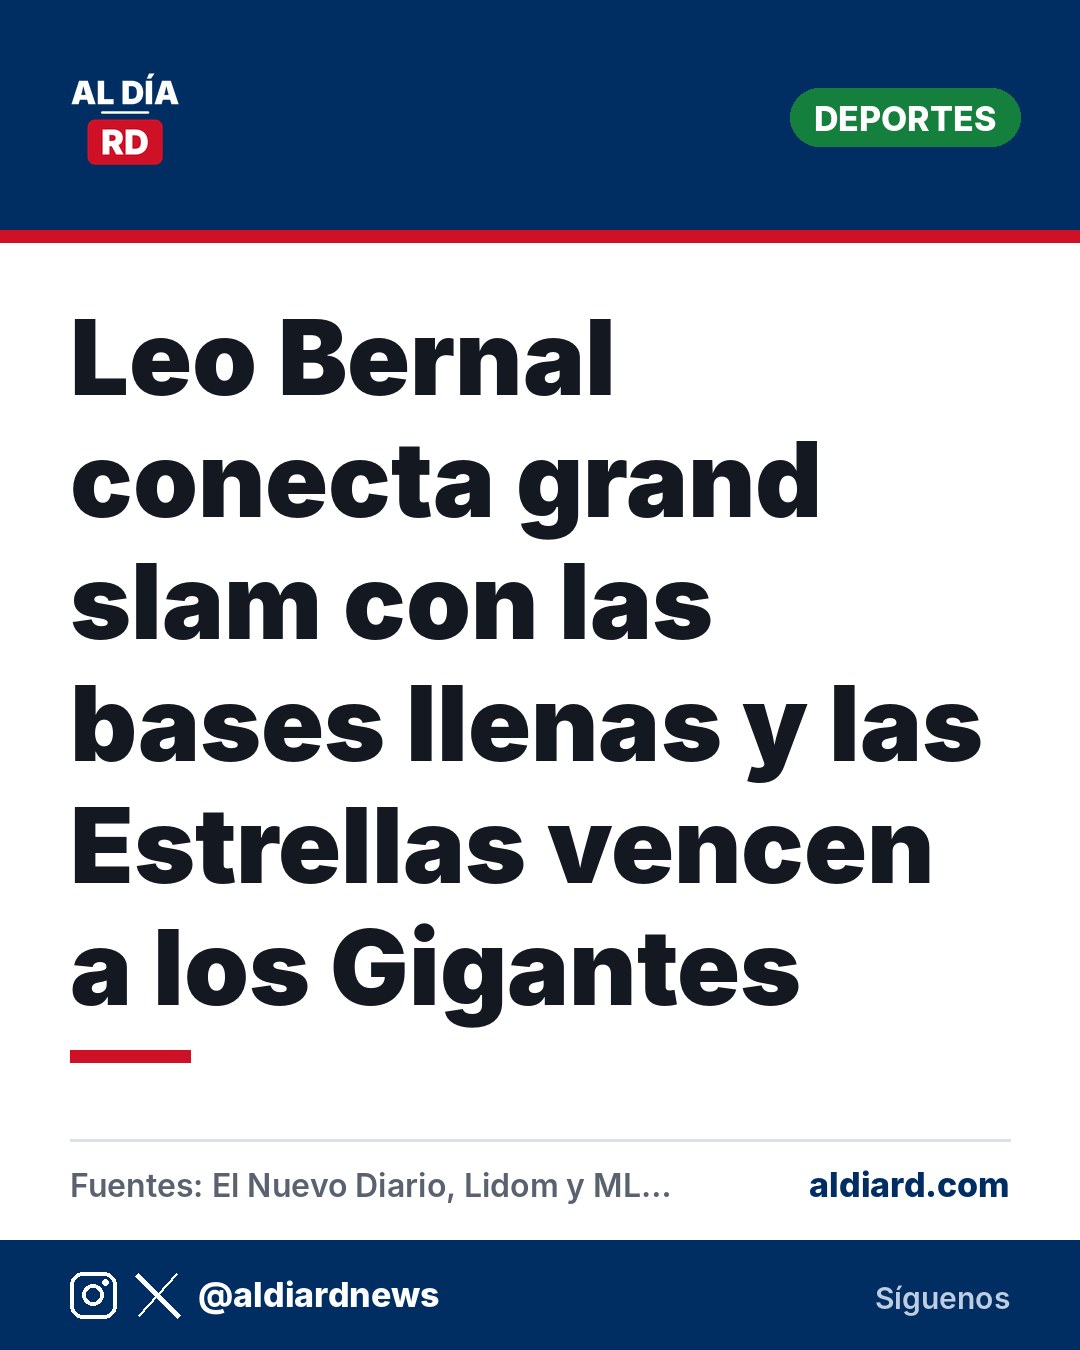 AL DÍA
RD
DEPORTES
Leo Bernal
conecta grand
slam con las
bases llenas y las
Estrellas vencen
a los Gigantes
Fuentes: El Nuevo Diario, Lidom y ML...
aldiard.com
@aldiardnews
Síguenos